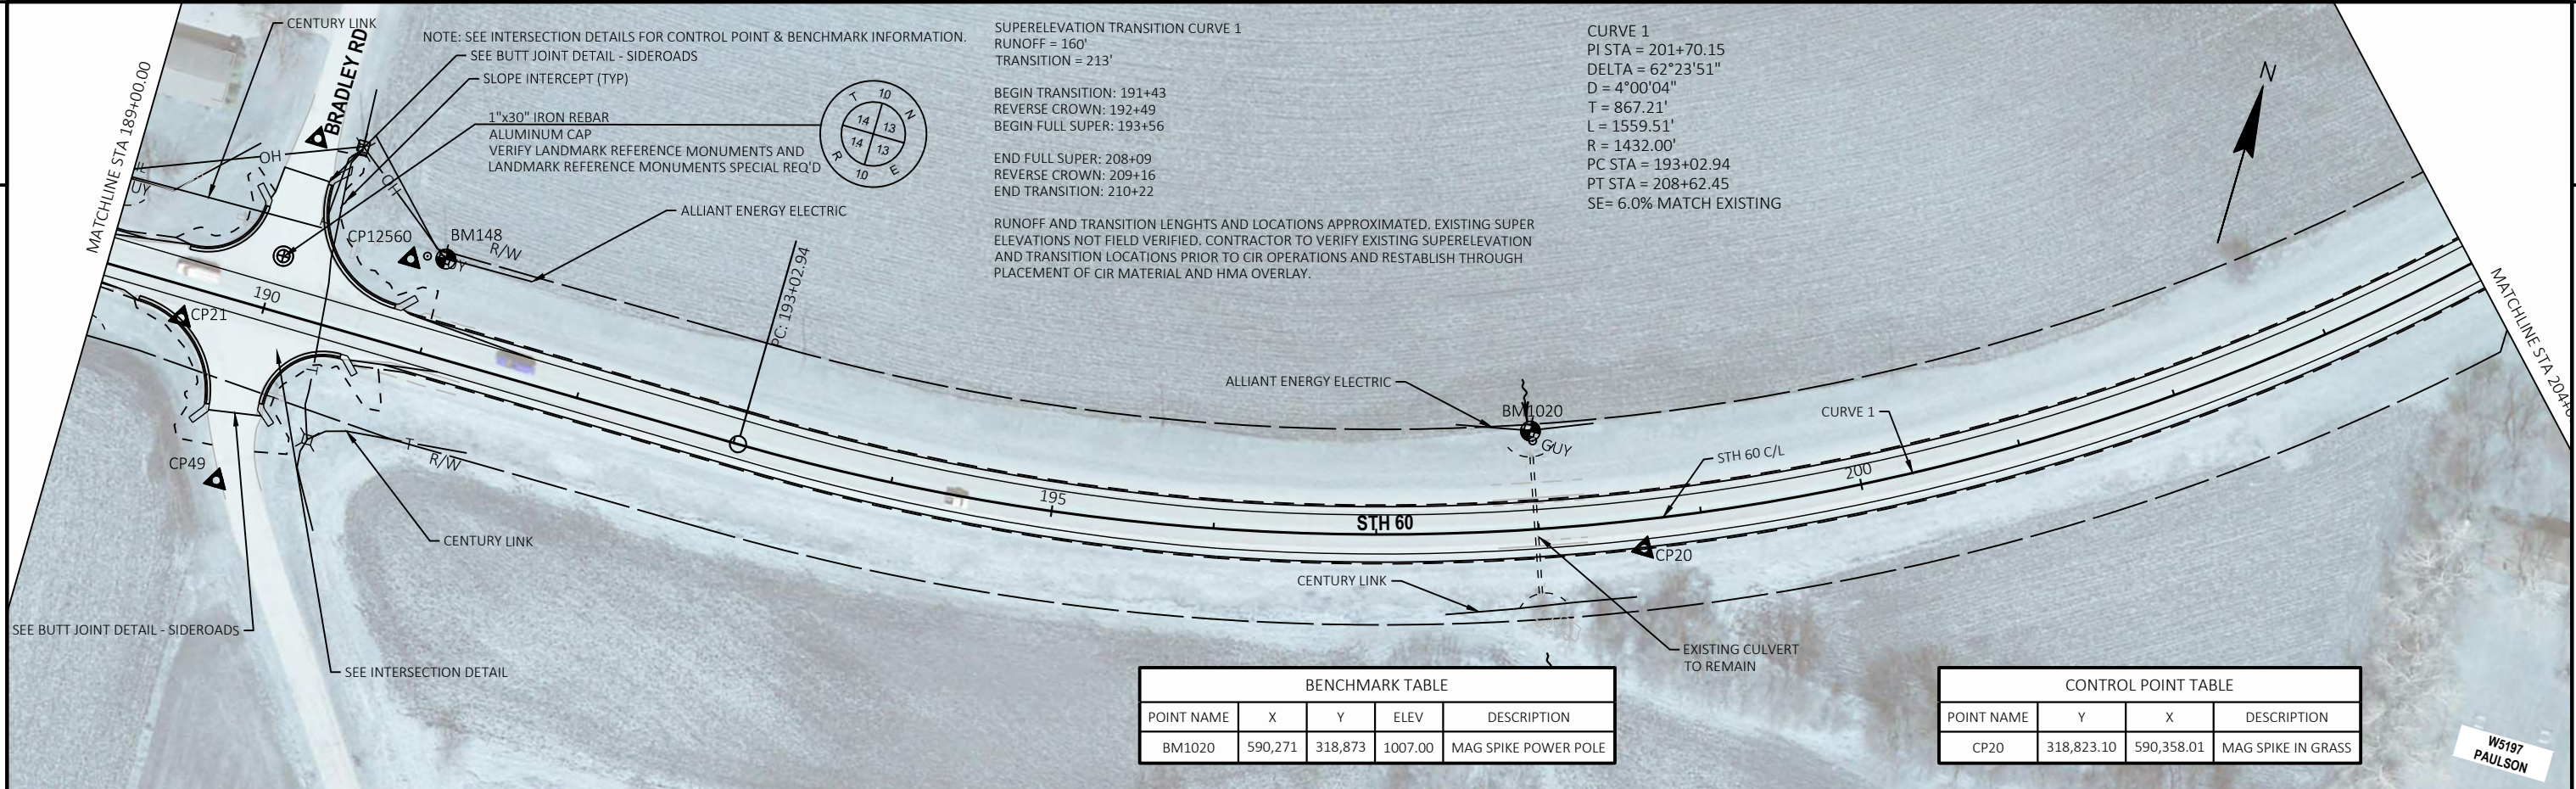 CENTURY LINK
BRADLEY RD
NOTE: SEE INTERSECTION DETAILS FOR CONTROL POINT & BENCHMARK INFORMATION.
SEE BUTT JOINT DETAIL - SIDEROADS
SLOPE INTERCEPT (TYP)
1"x30" IRON REBAR
ALUMINUM CAP
VERIFY LANDMARK REFERENCE MONUMENTS AND
LANDMARK REFERENCE MONUMENTS SPECIAL REQ'D
T 10 N
14 13
14 13
R 10 E
SUPERELEVATION TRANSITION CURVE 1
RUNOFF = 160'
TRANSITION = 213'
BEGIN TRANSITION: 191+43
REVERSE CROWN: 192+49
BEGIN FULL SUPER: 193+56
END FULL SUPER: 208+09
REVERSE CROWN: 209+16
END TRANSITION: 210+22
RUNOFF AND TRANSITION LENGHTS AND LOCATIONS APPROXIMATED. EXISTING SUPER
ELEVATIONS NOT FIELD VERIFIED. CONTRACTOR TO VERIFY EXISTING SUPERELEVATION
AND TRANSITION LOCATIONS PRIOR TO CIR OPERATIONS AND RESTABLISH THROUGH
PLACEMENT OF CIR MATERIAL AND HMA OVERLAY.
CURVE 1
PI STA = 201+70.15
DELTA = 62°23'51"
D = 4°00'04"
T = 867.21'
L = 1559.51'
R = 1432.00'
PC STA = 193+02.94
PT STA = 208+62.45
SE= 6.0% MATCH EXISTING
N
MATCHLINE STA 189+00.00
OH
OH
UY
ALLIANT ENERGY ELECTRIC
CP12560
BM148
R/W
190
CP21
PC: 193+02.94
MATCHLINE STA 204+0
T
CP49
T
R/W
CENTURY LINK
195
STH 60
ALLIANT ENERGY ELECTRIC
BM1020
GUY
CURVE 1
STH 60 C/L
200
CP20
CENTURY LINK
SEE BUTT JOINT DETAIL - SIDEROADS
SEE INTERSECTION DETAIL
EXISTING CULVERT
TO REMAIN
BENCHMARK TABLE
POINT NAME X Y ELEV DESCRIPTION
BM1020 590,271 318,873 1007.00 MAG SPIKE POWER POLE
CONTROL POINT TABLE
POINT NAME Y X DESCRIPTION
CP20 318,823.10 590,358.01 MAG SPIKE IN GRASS
W5197
PAULSON